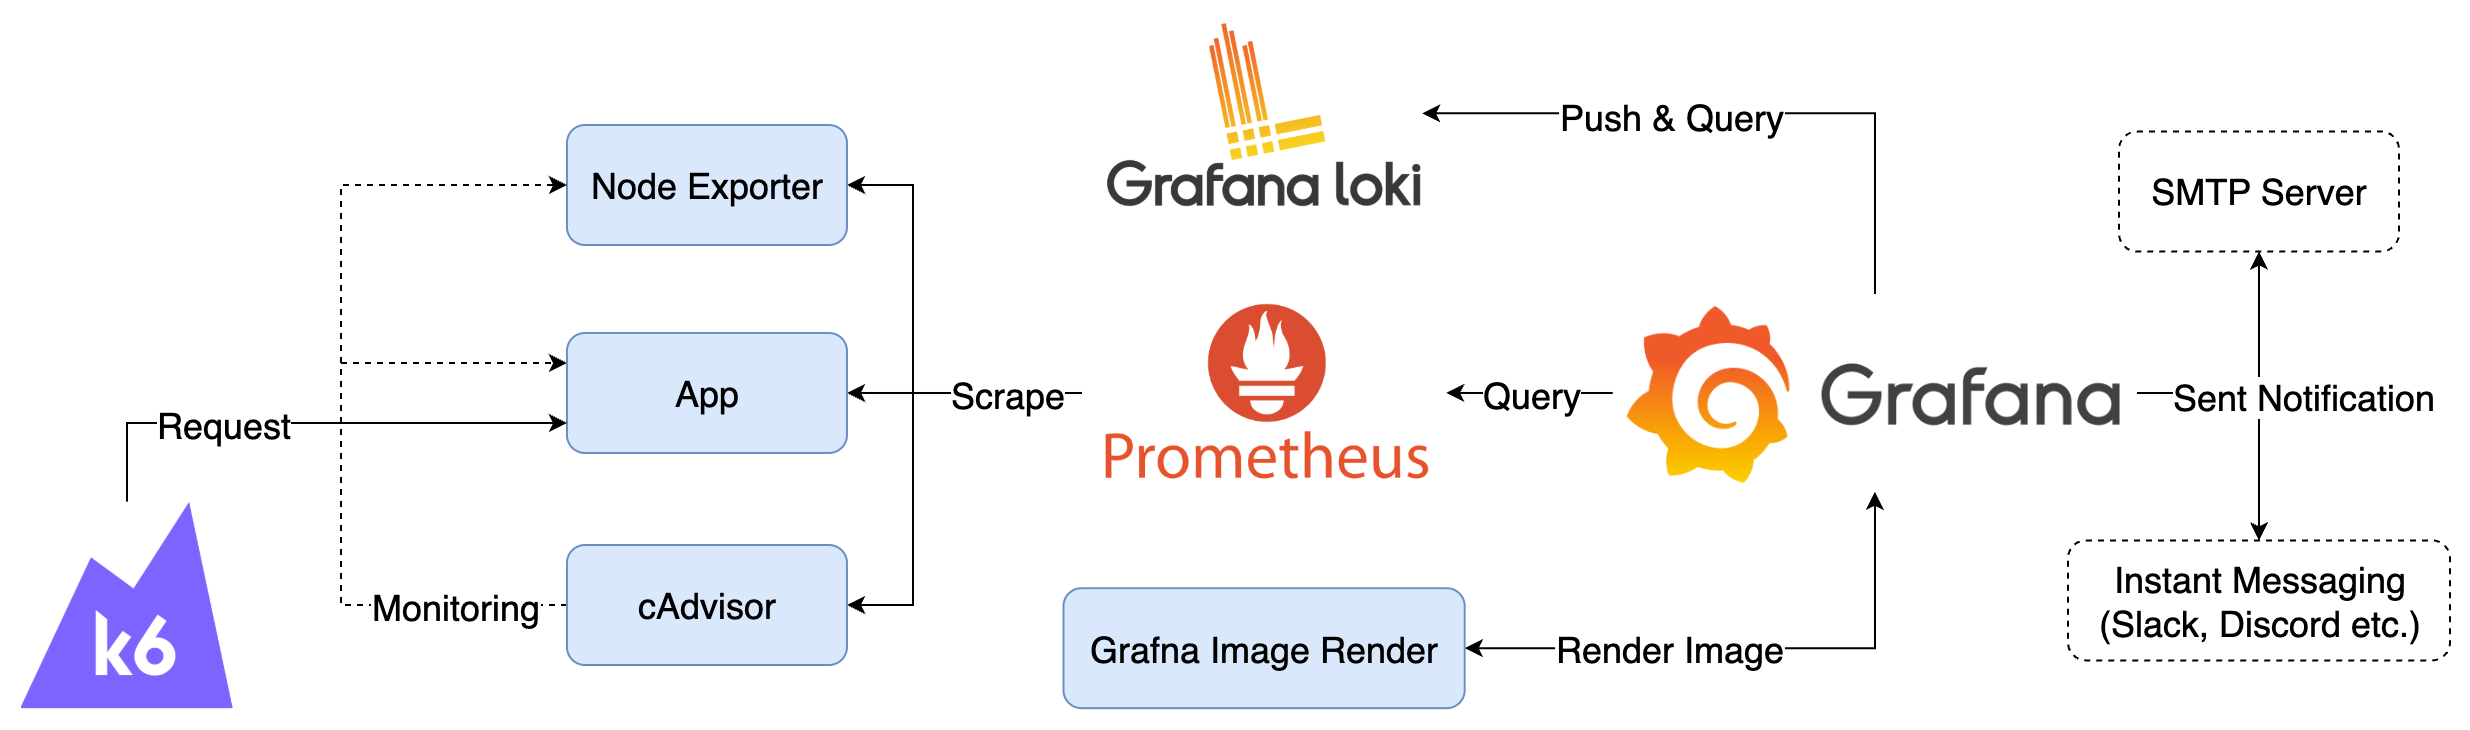 Grafana loki
Push & Query
Node Exporter
SMTP Server
App
Scrape
Prometheus
Query
Grafana
Sent Notification
Request
k6
Monitoring
cAdvisor
Grafna Image Render
Render Image
Instant Messaging
(Slack, Discord etc.)